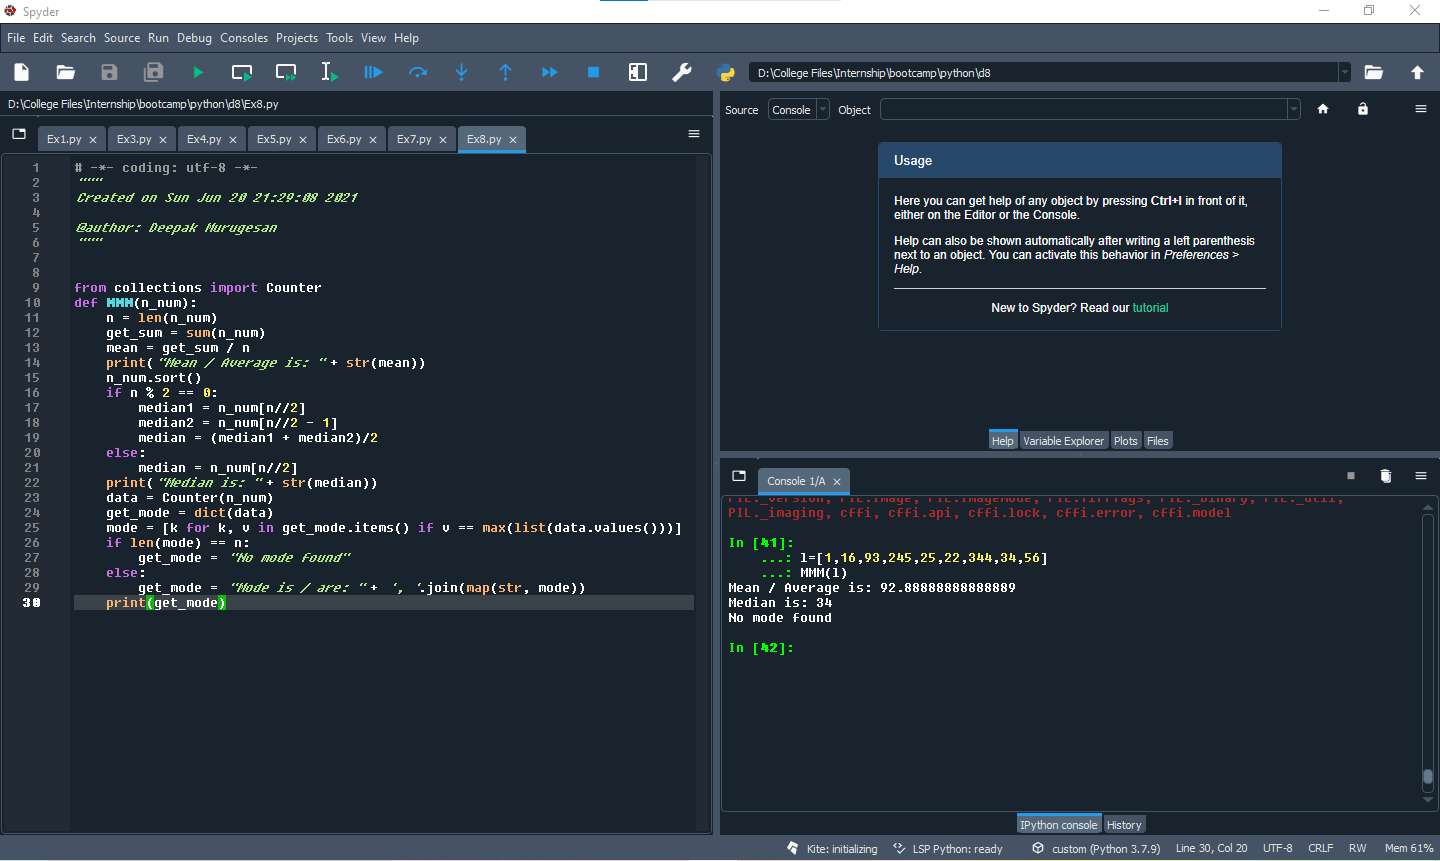 Spyder
File Edit Search Source Run Debug Consoles Projects Tools View Help
D:\College Files\Internship\bootcamp\python\d8
D:\College Files\Internship\bootcamp\python\d8\Ex8.py
Ex1.py Ex3.py Ex4.py Ex5.py Ex6.py Ex7.py Ex8.py
1 # -*- coding: utf-8 -*-
2 """
3 Created on Sun Jun 20 21:29:08 2021
4
5 @author: Deepak Murugesan
6 """
7
8
9 from collections import Counter
10 def MMM(n_num):
11     n = len(n_num)
12     get_sum = sum(n_num)
13     mean = get_sum / n
14     print("Mean / Average is: "+ str(mean))
15     n_num.sort()
16     if n % 2 == 0:
17         median1 = n_num[n//2]
18         median2 = n_num[n//2 - 1]
19         median = (median1 + median2)/2
20     else:
21         median = n_num[n//2]
22     print("Median is: "+ str(median))
23     data = Counter(n_num)
24     get_mode = dict(data)
25     mode = [k for k, v in get_mode.items() if v == max(list(data.values()))]
26     if len(mode) == n:
27         get_mode = "No mode found"
28     else:
29         get_mode = "Mode is / are: "+ ', '.join(map(str, mode))
30     print(get_mode)
Source Console Object
Usage
Here you can get help of any object by pressing Ctrl+I in front of it,
either on the Editor or the Console.
Help can also be shown automatically after writing a left parenthesis
next to an object. You can activate this behavior in Preferences >
Help.
New to Spyder? Read our tutorial
Help Variable Explorer Plots Files
Console 1/A
PIL._version, PIL.Image, PIL.ImageMode, PIL.TiffTags, PIL._binary, PIL._util,
PIL._imaging, cffi, cffi.api, cffi.lock, cffi.error, cffi.model
In [41]:
...: l=[1,16,93,245,25,22,344,34,56]
...: MMM(l)
Mean / Average is: 92.88888888888889
Median is: 34
No mode found
In [42]:
IPython console History
Kite: initializing LSP Python: ready custom (Python 3.7.9) Line 30, Col 20 UTF-8 CRLF RW Mem 61%